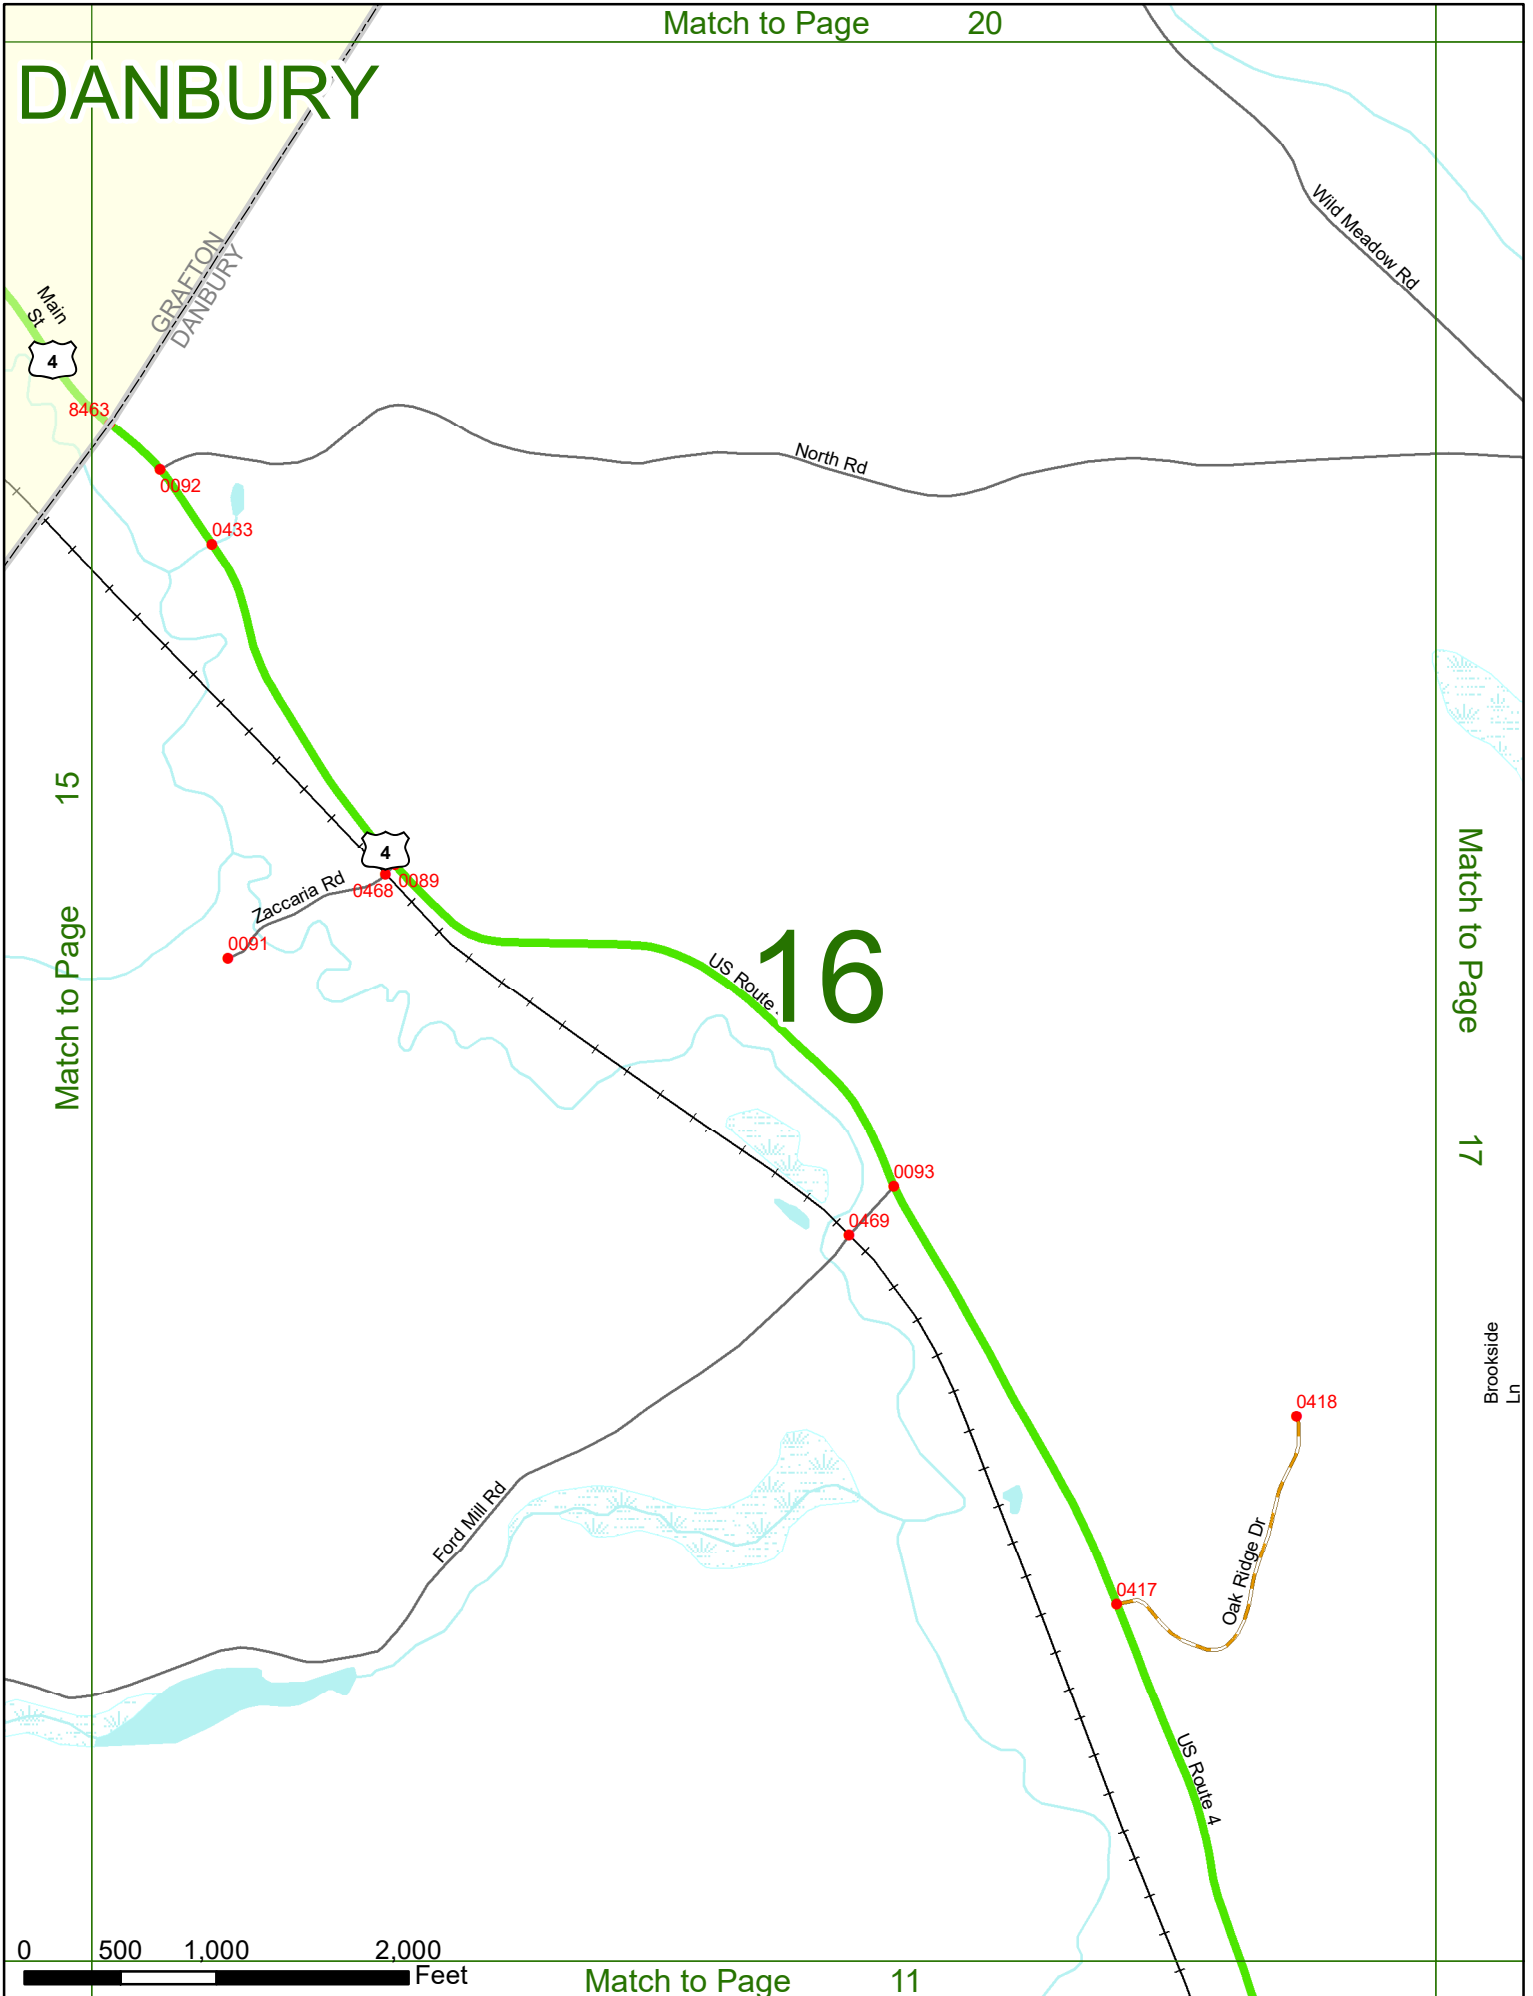 Match to Page 20
DANBURY
GRAFTON
DANBURY
Wild Meadow Rd
Main
St
4
8463
North Rd
0092
0433
15
Match to Page
4
0089
0468
Zaccaria Rd
0091
16
US Route
Match to Page
17
0093
0469
Brookside
Ln
0418
Ford Mill Rd
Oak Ridge Dr
0417
US Route 4
0 500 1,000 2,000
Feet
Match to Page 11